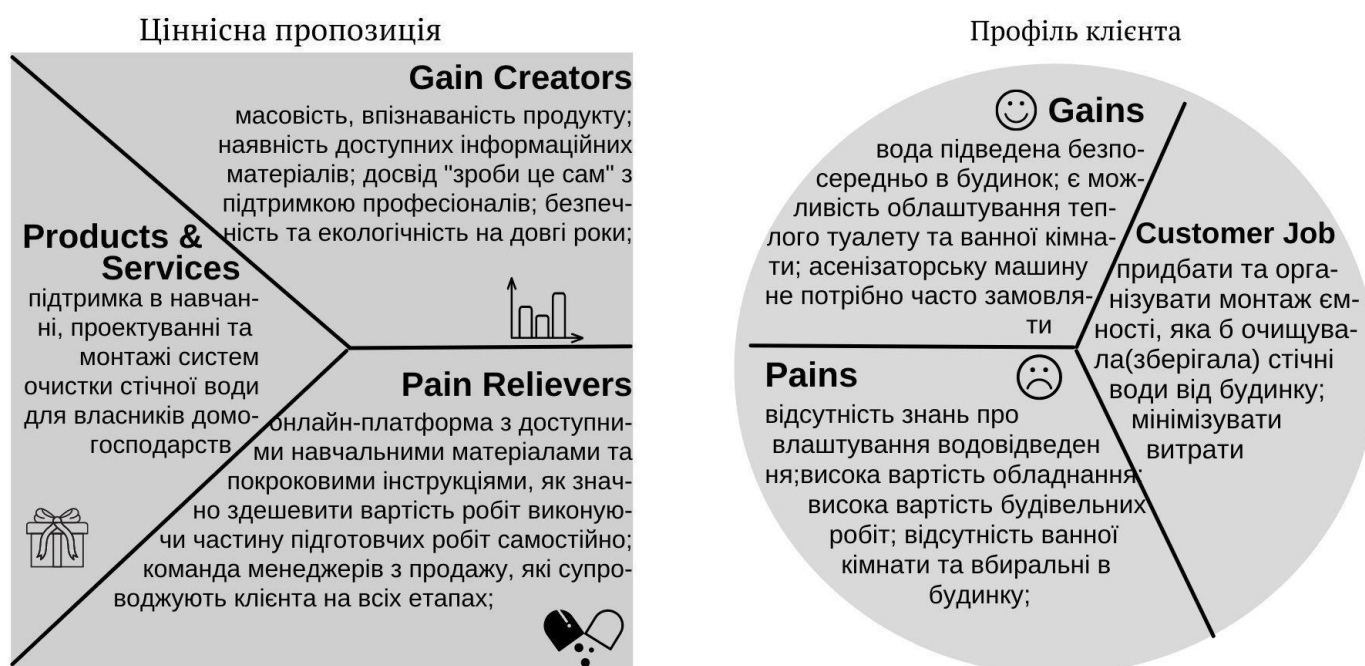 Ціннісна пропозиція
Gain Creators
масовість, впізнаваність продукту;
наявність доступних інформаційних
матеріалів; досвід "зроби це сам" з
підтримкою професіоналів; безпеч-
ність та екологічність на довгі роки;
Products &
Services
підтримка в навчан-
ні, проектуванні та
монтажі систем
очистки стічної води
для власників домо-
господарств
Pain Relievers
онлайн-платформа з доступни-
ми навчальними матеріалами та
покроковими інструкціями, як знач-
но здешевити вартість робіт виконую-
чи частину підготовчих робіт самостійно;
команда менеджерів з продажу, які супро-
воджують клієнта на всіх етапах;
Профіль клієнта
Gains
вода підведена безпо-
середньо в будинок; є мож-
ливість облаштування теп-
лого туалету та ванної кімна-
ти; асенізаторську машину
не потрібно часто замовля-
ти
Customer Job
придбати та орга-
нізувати монтаж єм-
ності, яка б очищува-
ла(зберігала) стічні
води від будинку;
мінімізувати
витрати
Pains
відсутність знань про
влаштування водовідведен
ня;висока вартість обладнання;
висока вартість будівельних
робіт; відсутність ванної
кімнати та вбиральні в
будинку;